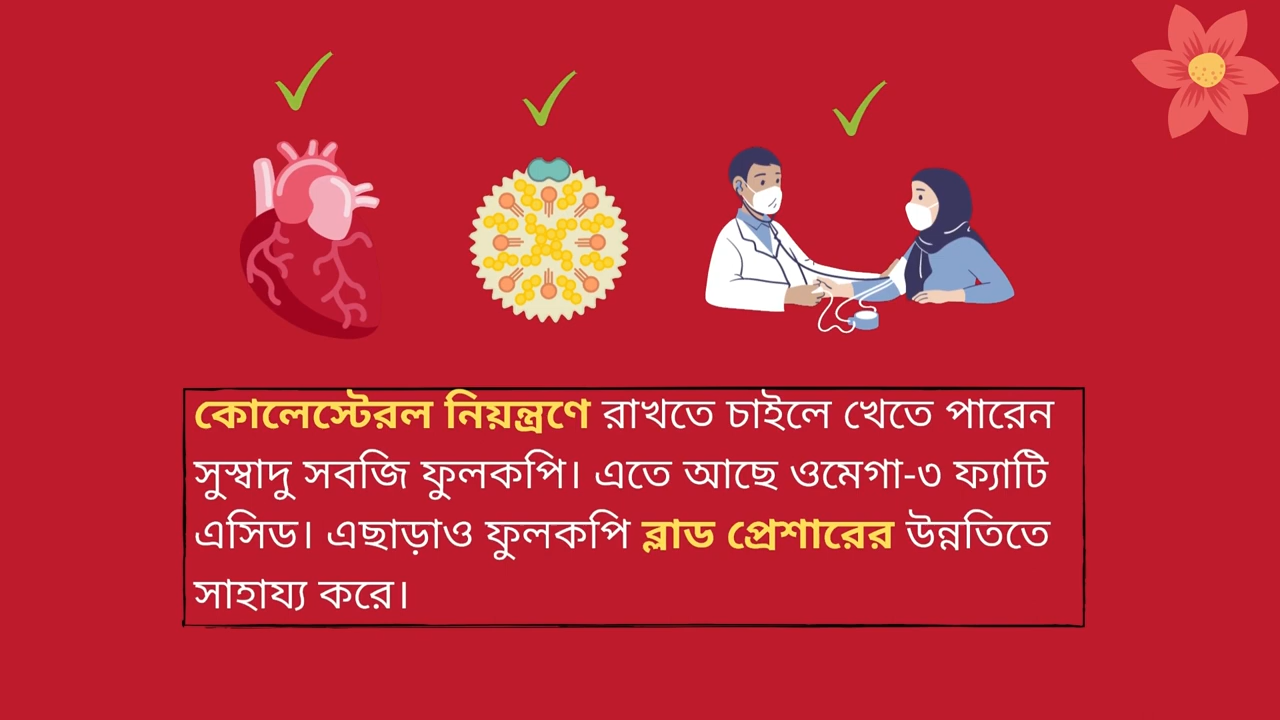 কোলেস্টেরল নিয়ন্ত্রণে রাখতে চাইলে খেতে পারেন
সুস্বাদু সবজি ফুলকপি। এতে আছে ওমেগা-৩ ফ্যাটি
এসিড। এছাড়াও ফুলকপি ব্লাড প্রেশারের উন্নতিতে
সাহায্য করে।